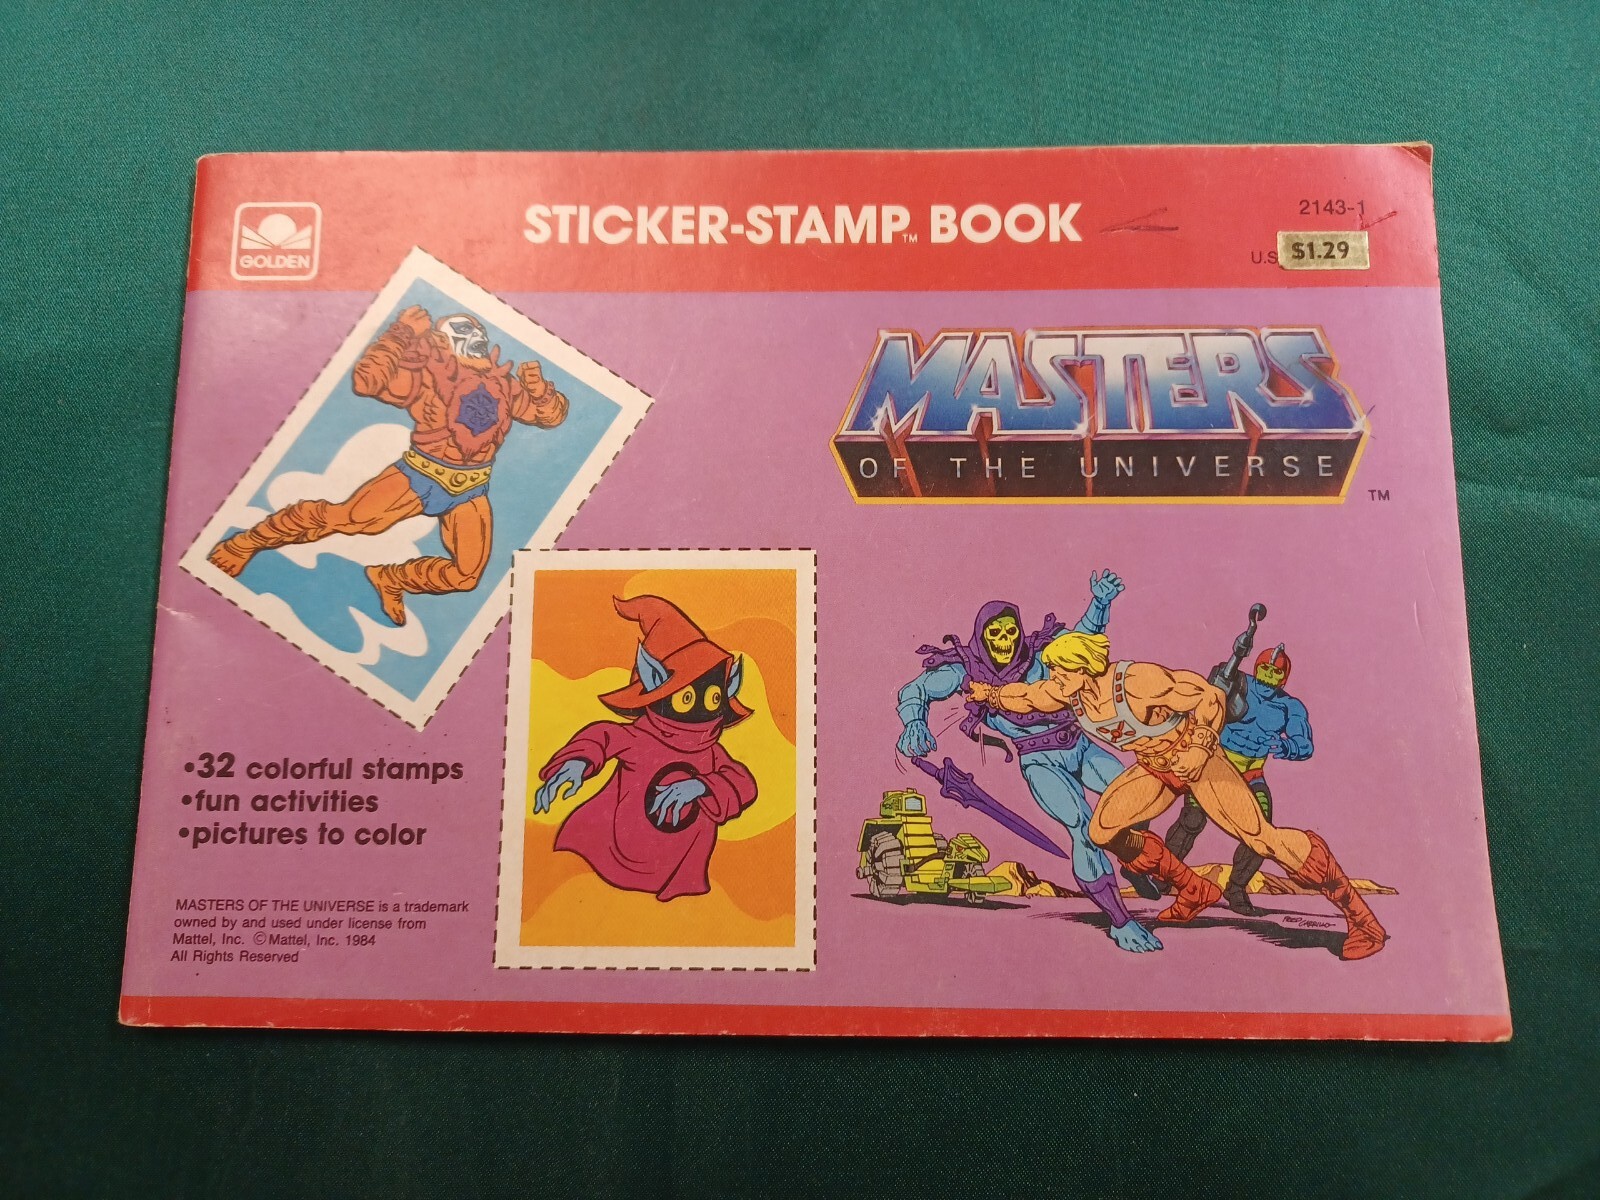 GOLDEN
STICKER-STAMP™ BOOK
2143-1
U.S.
$1.29
MASTERS
OF THE UNIVERSE
TM
•32 colorful stamps
•fun activities
•pictures to color
MASTERS OF THE UNIVERSE is a trademark
owned by and used under license from
Mattel, Inc. ©Mattel, Inc. 1984
All Rights Reserved